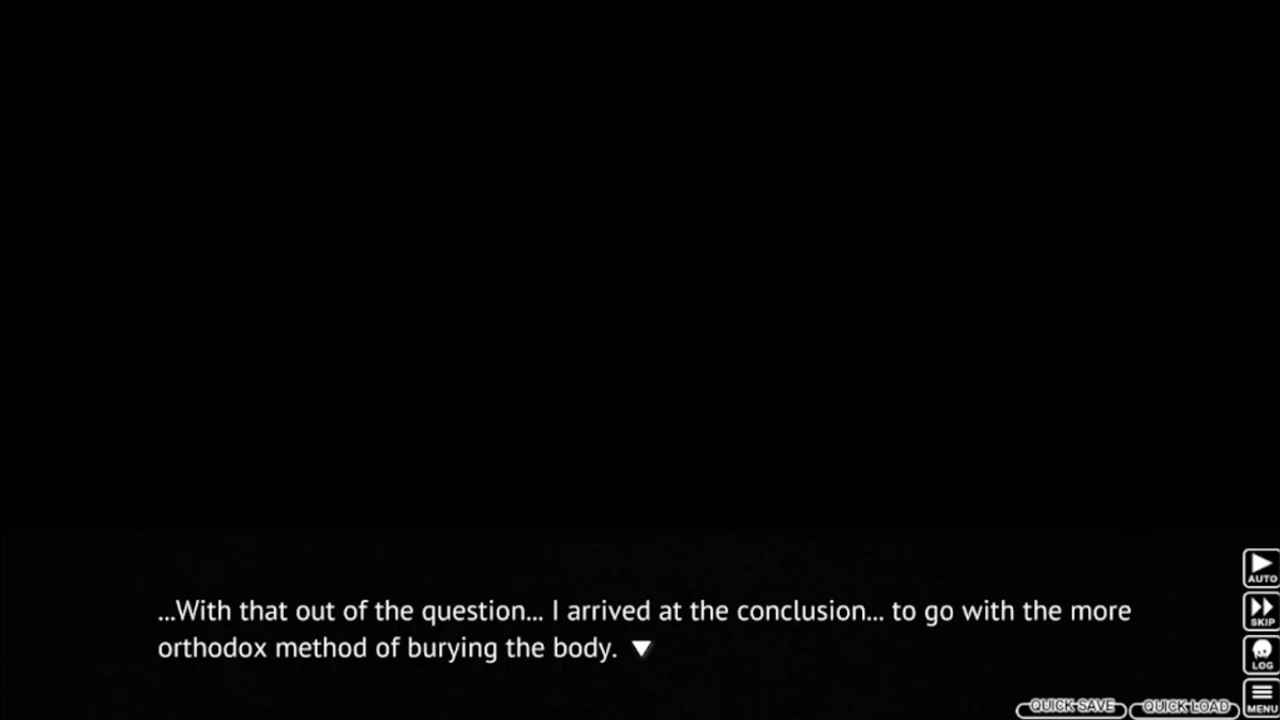 ...With that out of the question... I arrived at the conclusion... to go with the more
orthodox method of burying the body.
AUTO
SKIP
LOG
MENU
QUICK SAVE
QUICK LOAD